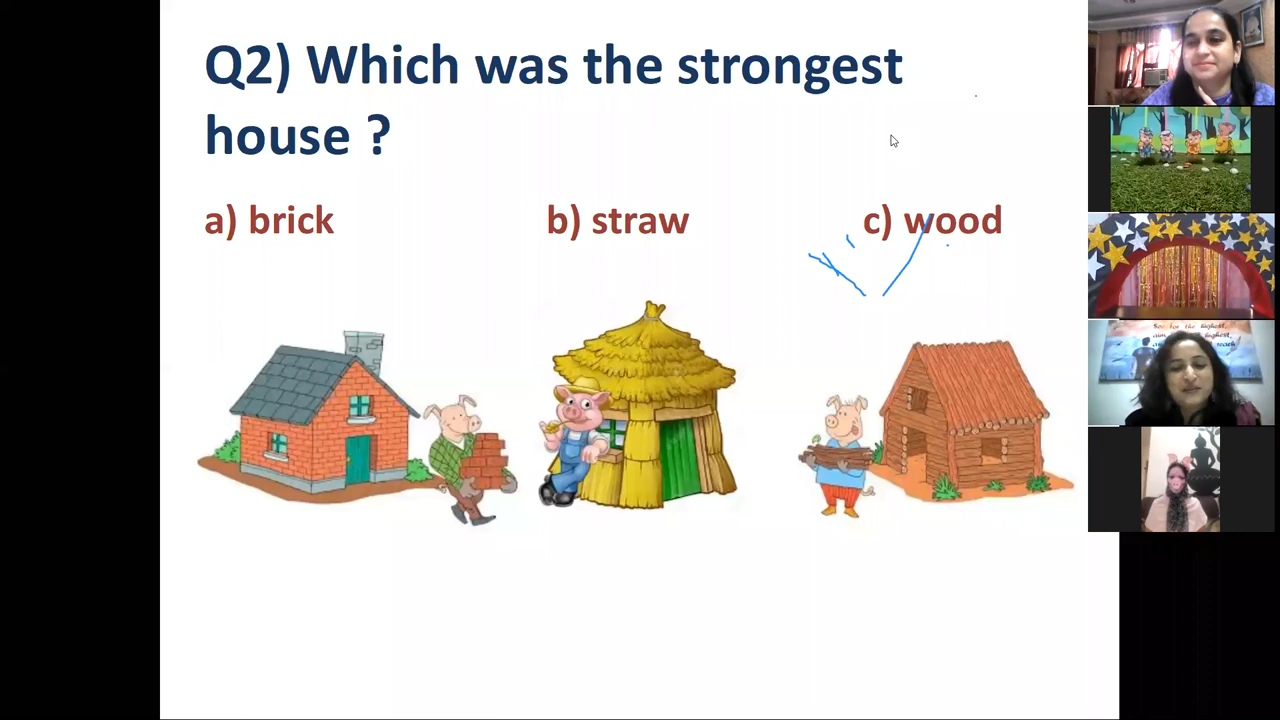 Q2) Which was the strongest
house ?
a) brick
b) straw
c) wood